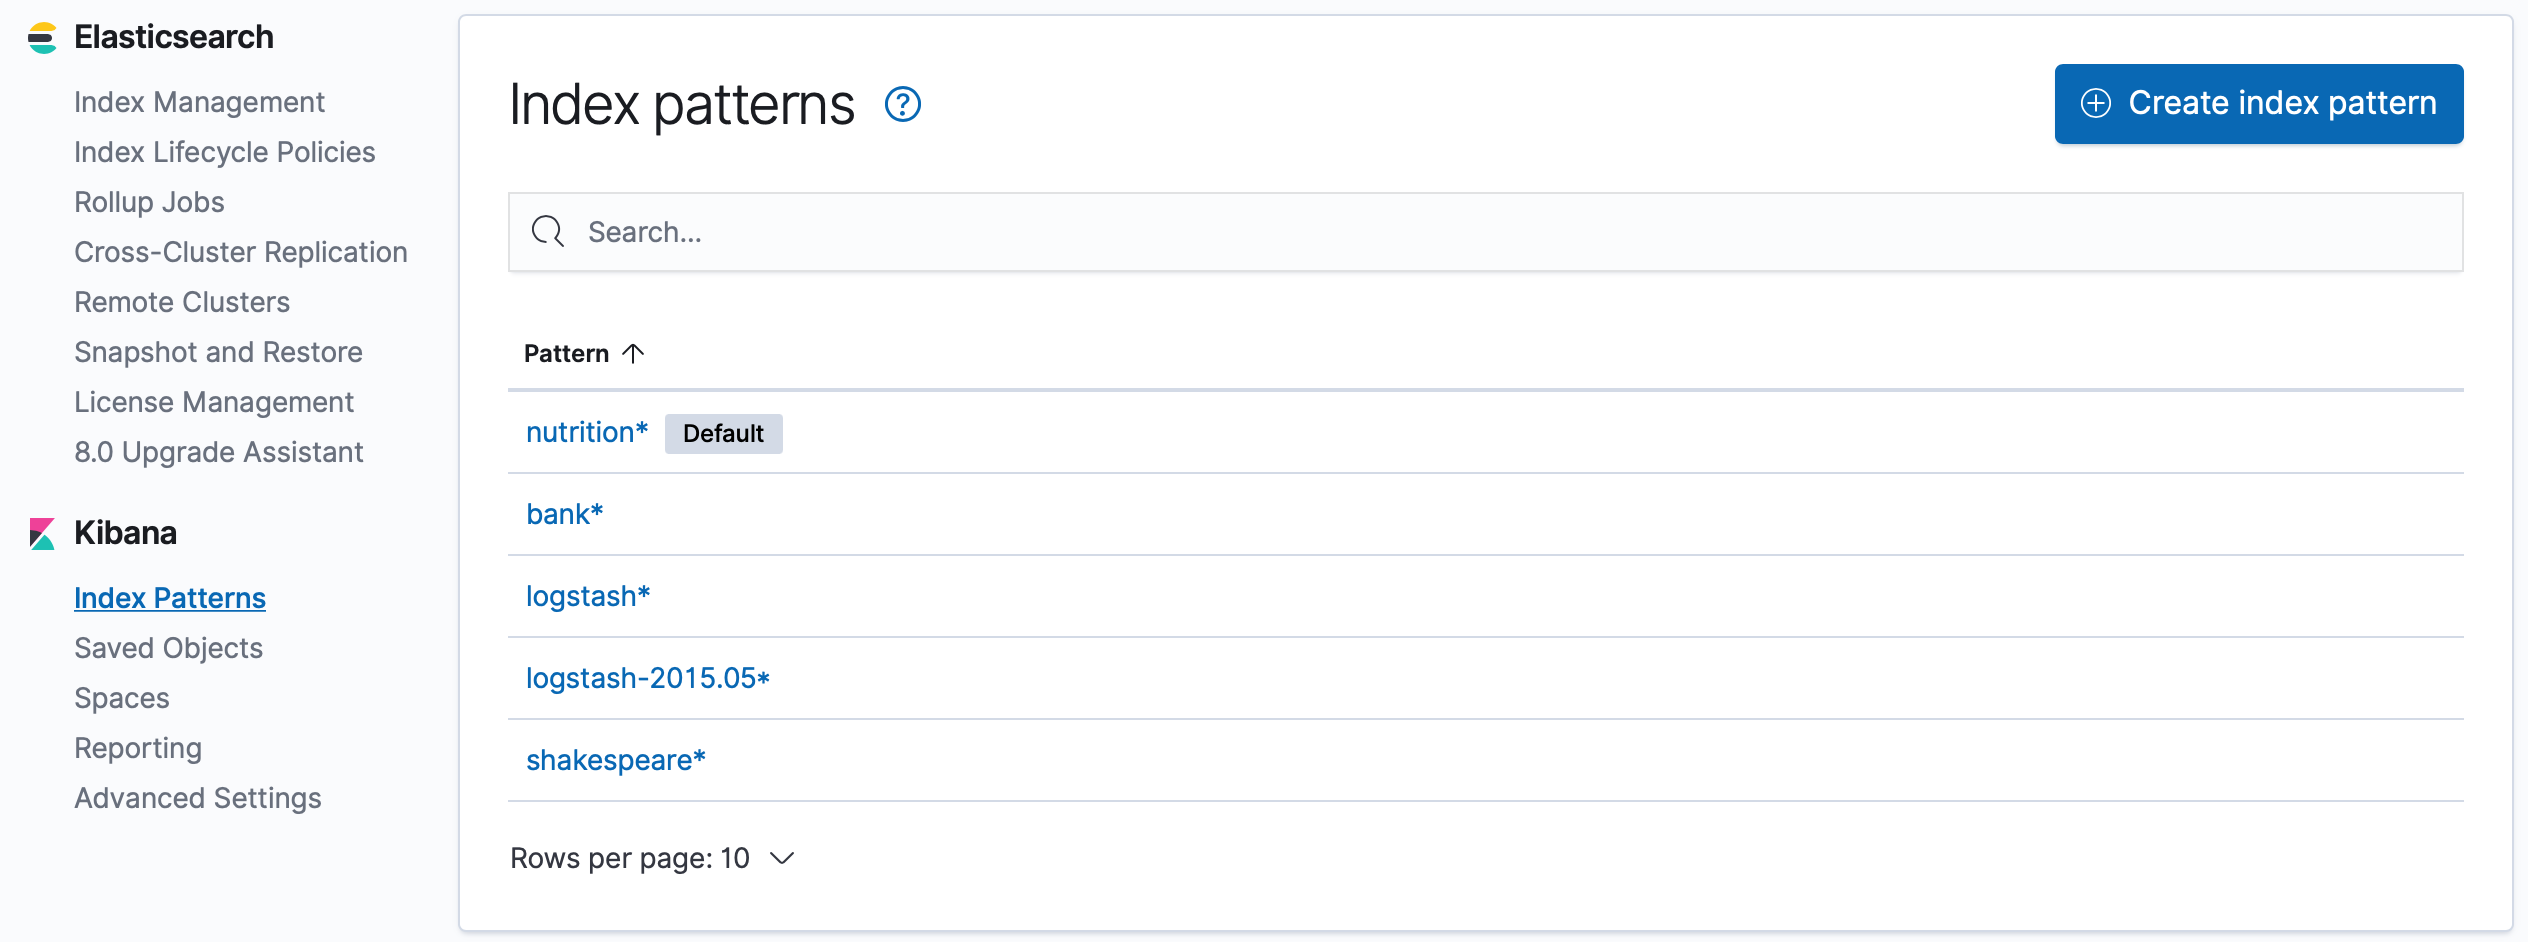 Elasticsearch
Index Management
Index Lifecycle Policies
Rollup Jobs
Cross-Cluster Replication
Remote Clusters
Snapshot and Restore
License Management
8.0 Upgrade Assistant
Kibana
Index Patterns
Saved Objects
Spaces
Reporting
Advanced Settings
Index patterns
Create index pattern
Search...
Pattern
nutrition* Default
bank*
logstash*
logstash-2015.05*
shakespeare*
Rows per page: 10